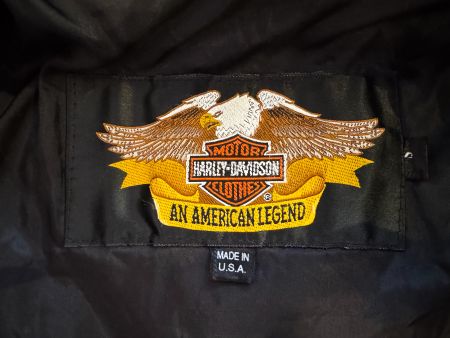 MOTOR
HARLEY-DAVIDSON
CLOTHES
®
AN AMERICAN LEGEND
MADE IN
U.S.A.